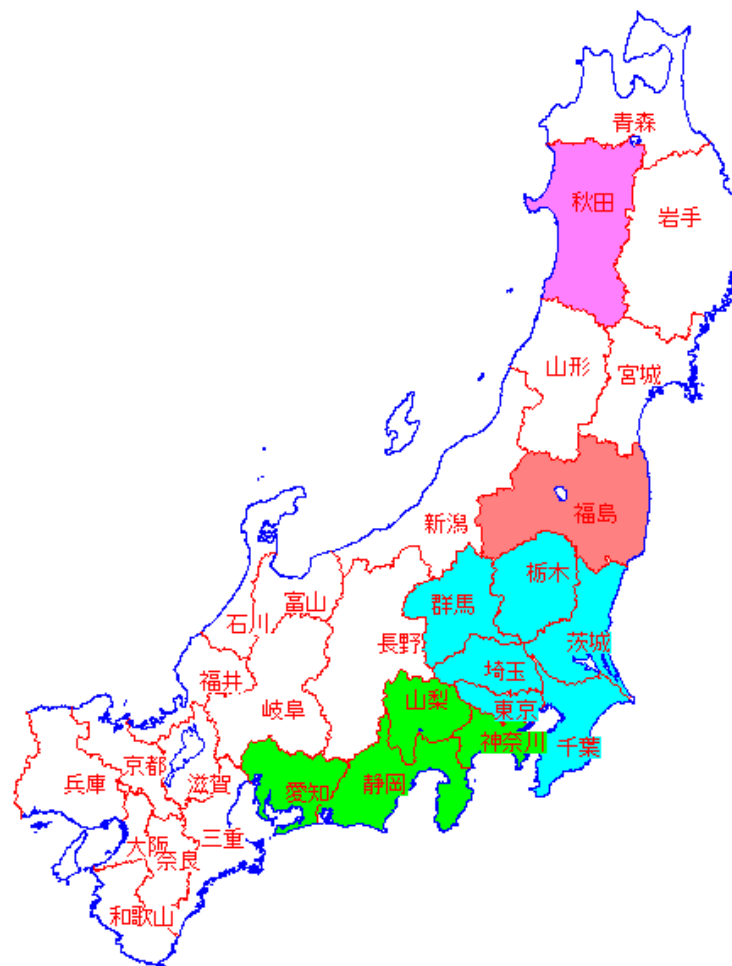 青森
秋田
岩手
山形
宮城
福島
新潟
栃木
群馬
富山
石川
長野
茨城
埼玉
福井
山梨
岐阜
東京
神奈川
千葉
京都
兵庫
滋賀
愛知
静岡
大阪
三重
奈良
和歌山